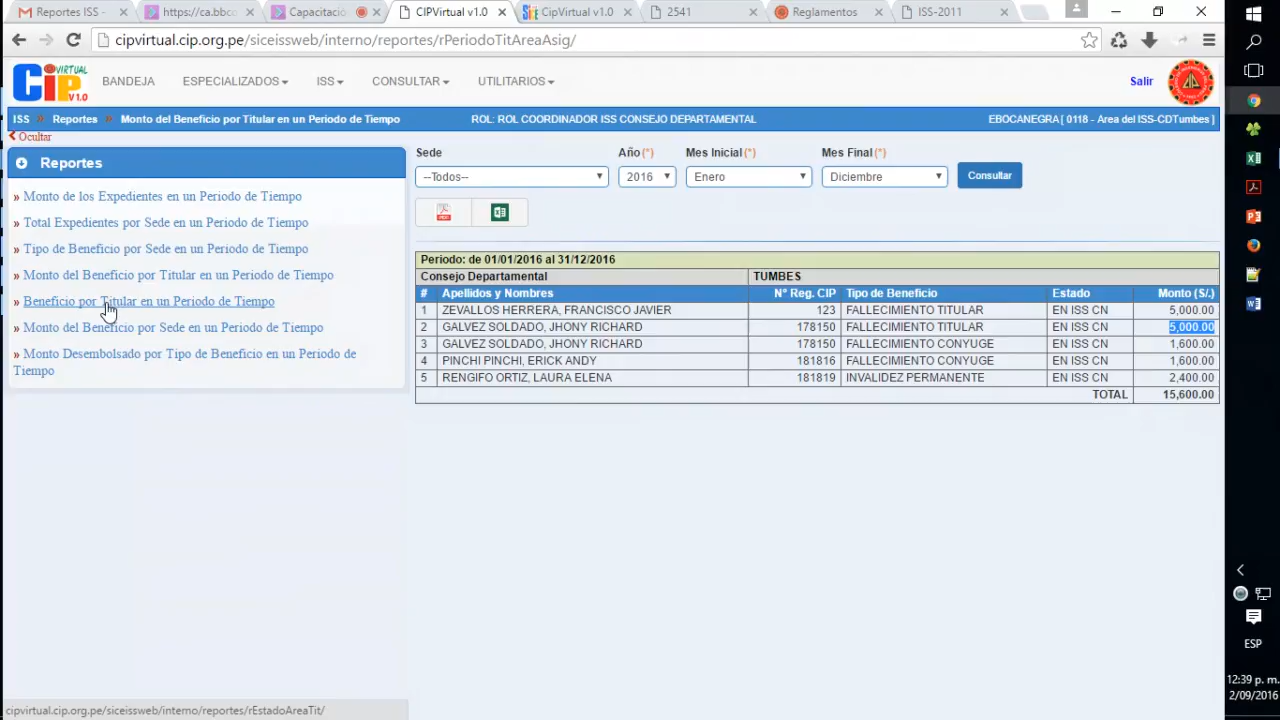 Reportes ISS -
https://ca.bbco
Capacitació
CIPVirtual v1.0
CipVirtual v1.0
2541
Reglamentos
ISS-2011
cipvirtual.cip.org.pe/siceissweb/interno/reportes/rPeriodoTitAreaAsig/
VIRTUAL
CIP
V 1.0
BANDEJA ESPECIALIZADOS ISS CONSULTAR UTILITARIOS Salir
ISS » Reportes » Monto del Beneficio por Titular en un Periodo de Tiempo ROL: ROL COORDINADOR ISS CONSEJO DEPARTAMENTAL EBOCANEGRA [ 0118 - Area del ISS-CDTumbes ]
Ocultar
Reportes
» Monto de los Expedientes en un Periodo de Tiempo
» Total Expedientes por Sede en un Periodo de Tiempo
» Tipo de Beneficio por Sede en un Periodo de Tiempo
» Monto del Beneficio por Titular en un Periodo de Tiempo
» Beneficio por Titular en un Periodo de Tiempo
» Monto del Beneficio por Sede en un Periodo de Tiempo
» Monto Desembolsado por Tipo de Beneficio en un Periodo de
Tiempo
Sede Año(*) Mes Inicial(*) Mes Final(*)
--Todos-- 2016 Enero Diciembre Consultar
Periodo: de 01/01/2016 al 31/12/2016
Consejo Departamental TUMBES
# Apellidos y Nombres N° Reg. CIP Tipo de Beneficio Estado Monto (S/.)
1 ZEVALLOS HERRERA, FRANCISCO JAVIER 123 FALLECIMIENTO TITULAR EN ISS CN 5,000.00
2 GALVEZ SOLDADO, JHONY RICHARD 178150 FALLECIMIENTO TITULAR EN ISS CN 5,000.00
3 GALVEZ SOLDADO, JHONY RICHARD 178150 FALLECIMIENTO CONYUGE EN ISS CN 1,600.00
4 PINCHI PINCHI, ERICK ANDY 181816 FALLECIMIENTO CONYUGE EN ISS CN 1,600.00
5 RENGIFO ORTIZ, LAURA ELENA 181819 INVALIDEZ PERMANENTE EN ISS CN 2,400.00
TOTAL 15,600.00
cipvirtual.cip.org.pe/siceissweb/interno/reportes/rEstadoAreaTit/
ESP
12:39 p. m.
2/09/2016